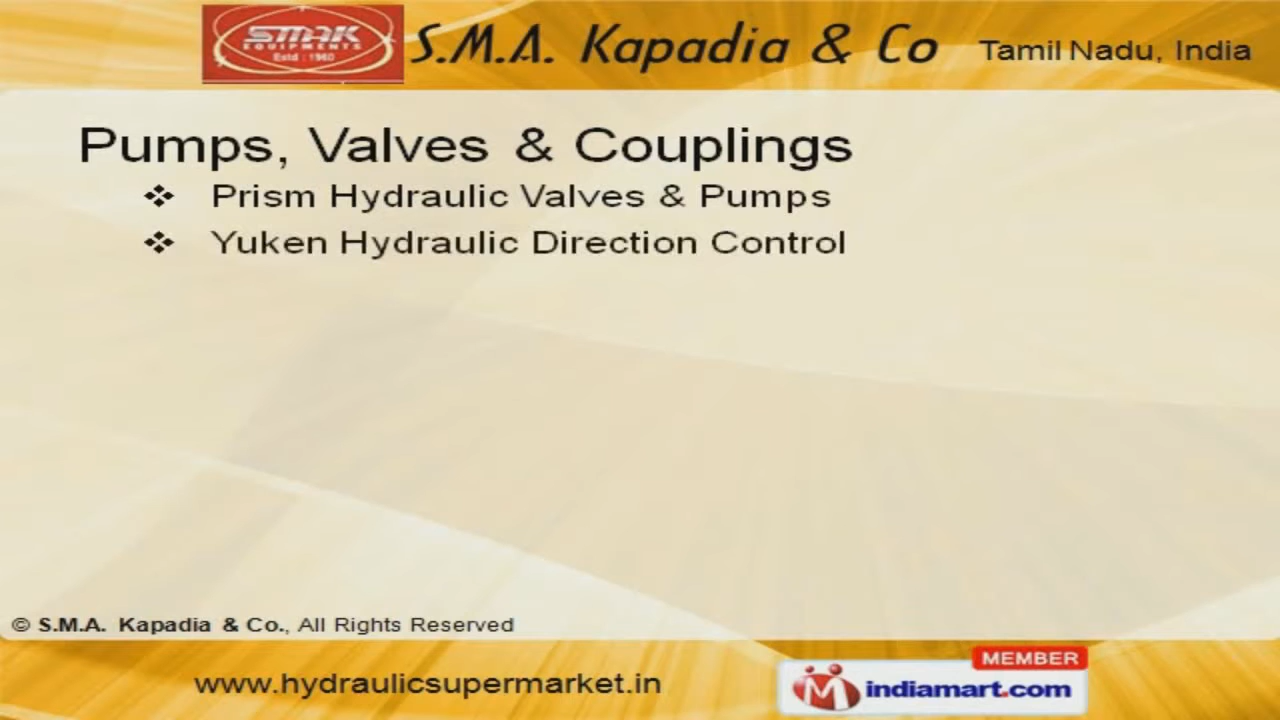 SMAK
EQUIPMENTS
Estd : 1960
S.M.A. Kapadia & Co
Tamil Nadu, India
Pumps, Valves & Couplings
❖ Prism Hydraulic Valves & Pumps
❖ Yuken Hydraulic Direction Control
© S.M.A. Kapadia & Co., All Rights Reserved
www.hydraulicsupermarket.in
MEMBER
indiamart.com